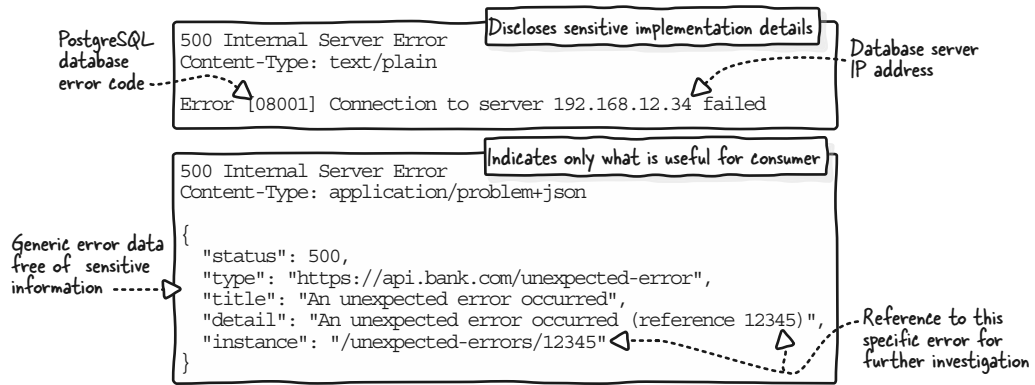 Discloses sensitive implementation details
PostgreSQL
database
error code
500 Internal Server Error
Content-Type: text/plain
Error [08001] Connection to server 192.168.12.34 failed
Database server
IP address
Indicates only what is useful for consumer
500 Internal Server Error
Content-Type: application/problem+json
Generic error data
free of sensitive
information
{
"status": 500,
"type": "https://api.bank.com/unexpected-error",
"title": "An unexpected error occurred",
"detail": "An unexpected error occurred (reference 12345)",
"instance": "/unexpected-errors/12345"
}
Reference to this
specific error for
further investigation